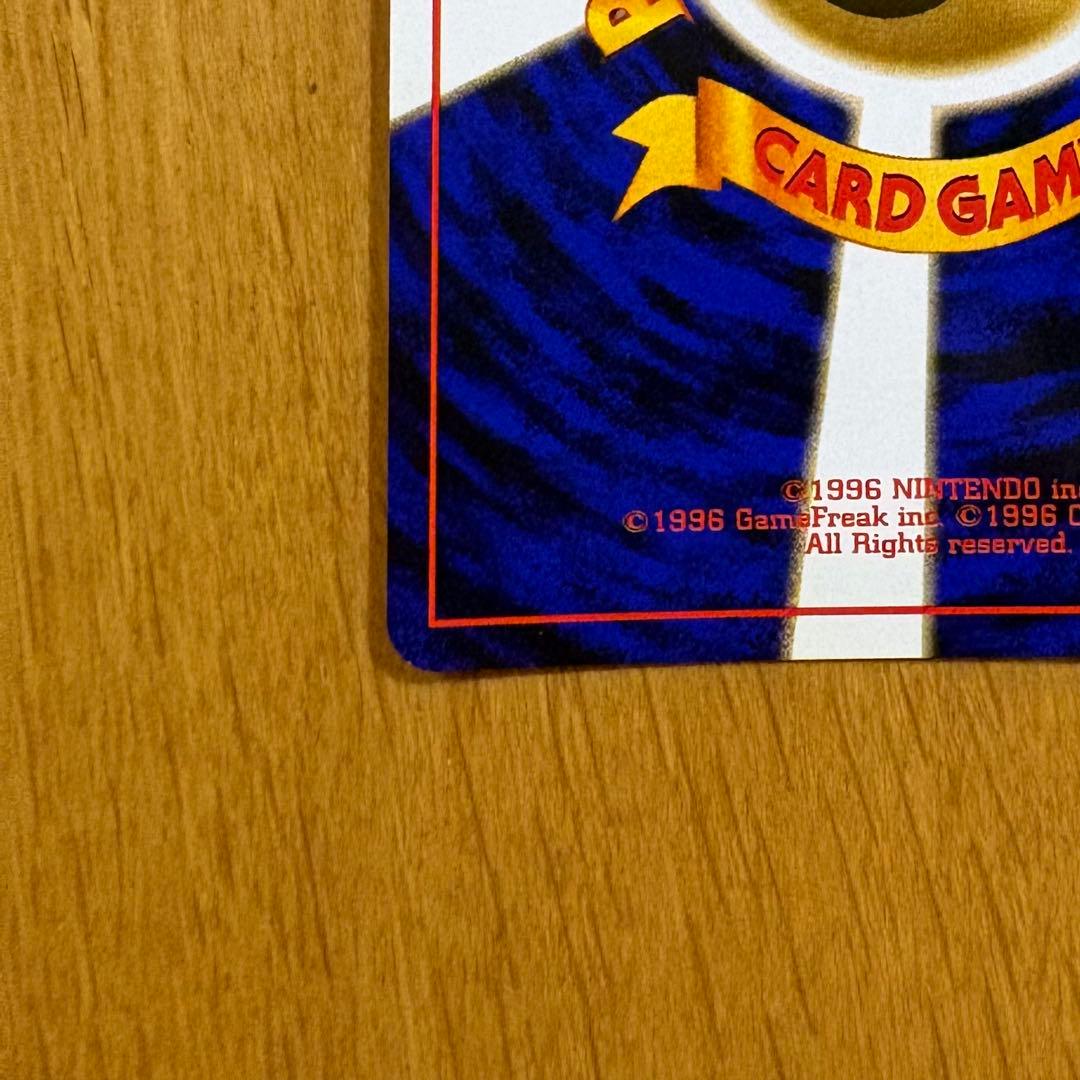 P
CARD GAM
©1996 NINTENDO in
©1996 GameFreak inc. ©1996 C
All Rights reserved.